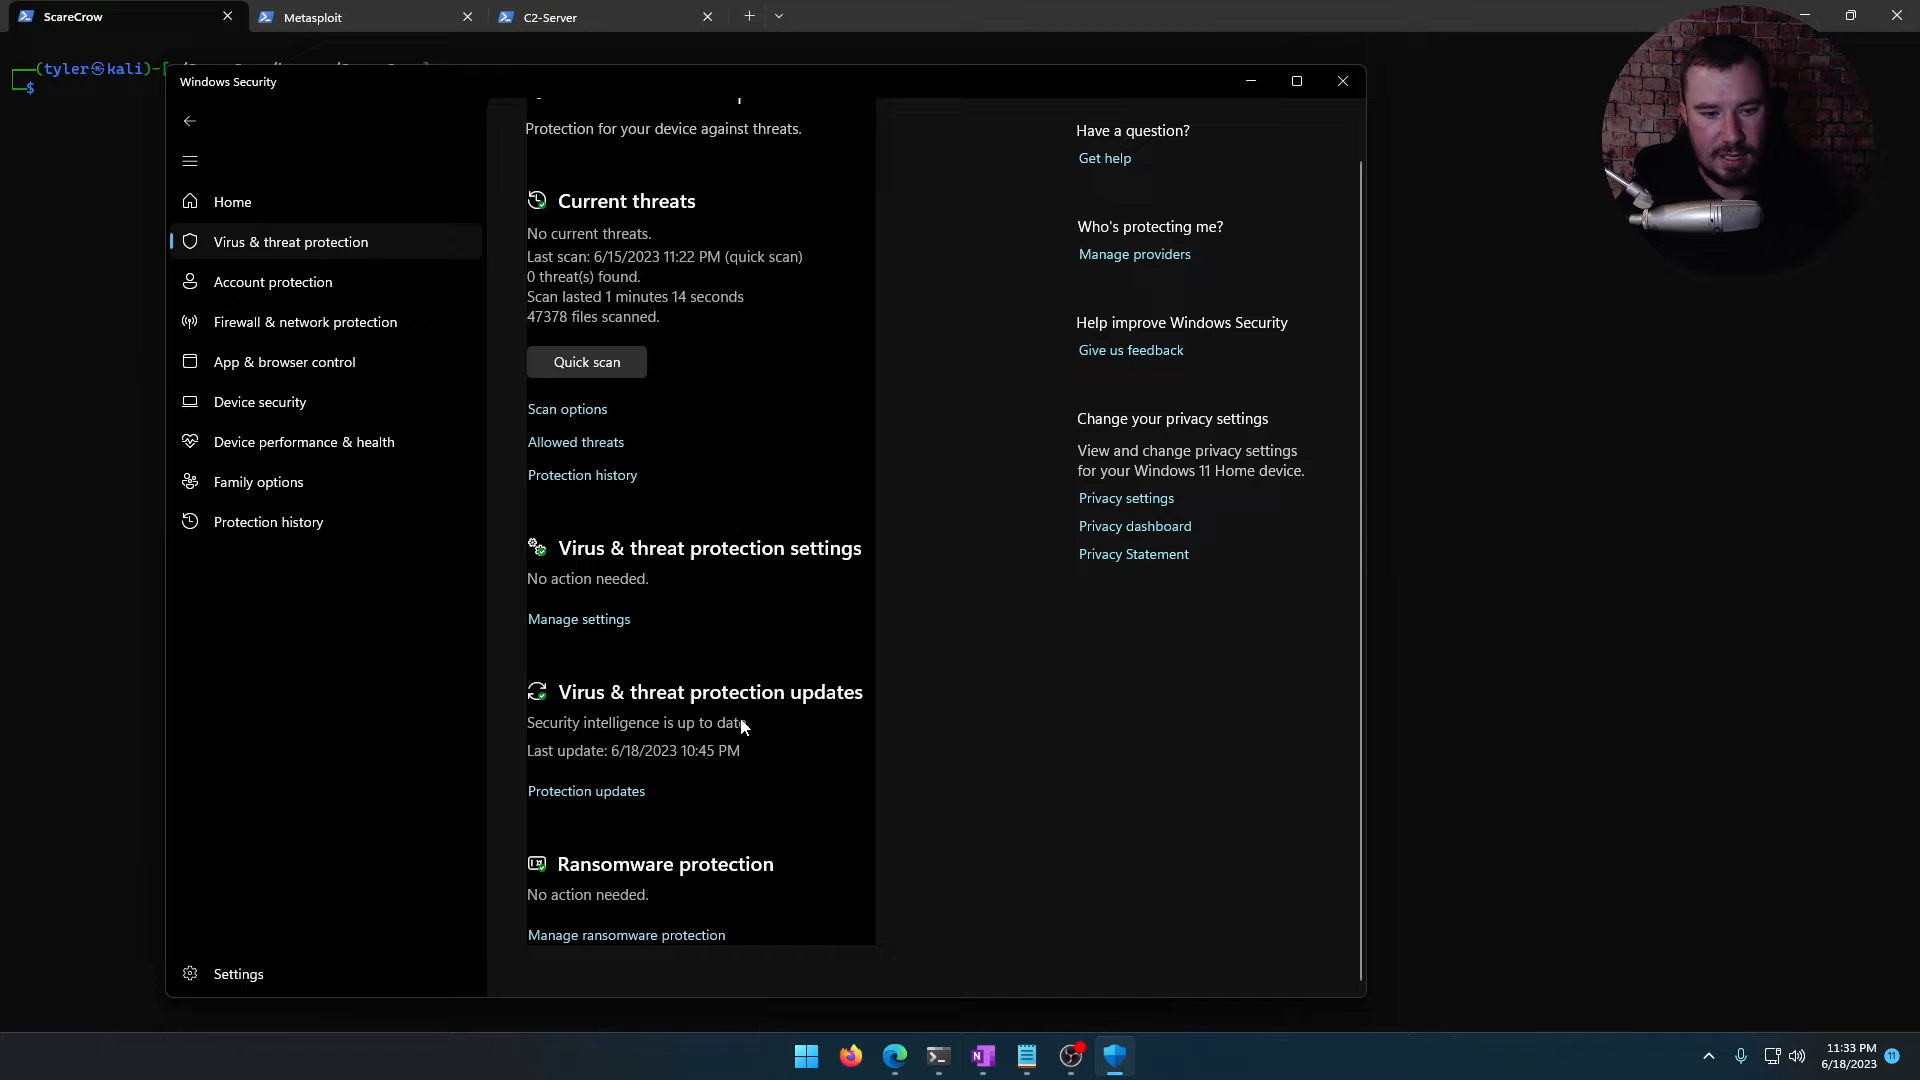 ScareCrow
Metasploit
C2-Server
(tyler㉿kali)-[
$
Windows Security
Home
Virus & threat protection
Account protection
Firewall & network protection
App & browser control
Device security
Device performance & health
Family options
Protection history
Settings
Protection for your device against threats.
Current threats
No current threats.
Last scan: 6/15/2023 11:22 PM (quick scan)
0 threat(s) found.
Scan lasted 1 minutes 14 seconds
47378 files scanned.
Quick scan
Scan options
Allowed threats
Protection history
Virus & threat protection settings
No action needed.
Manage settings
Virus & threat protection updates
Security intelligence is up to date.
Last update: 6/18/2023 10:45 PM
Protection updates
Ransomware protection
No action needed.
Manage ransomware protection
Have a question?
Get help
Who's protecting me?
Manage providers
Help improve Windows Security
Give us feedback
Change your privacy settings
View and change privacy settings
for your Windows 11 Home device.
Privacy settings
Privacy dashboard
Privacy Statement
N
11:33 PM
6/18/2023
11